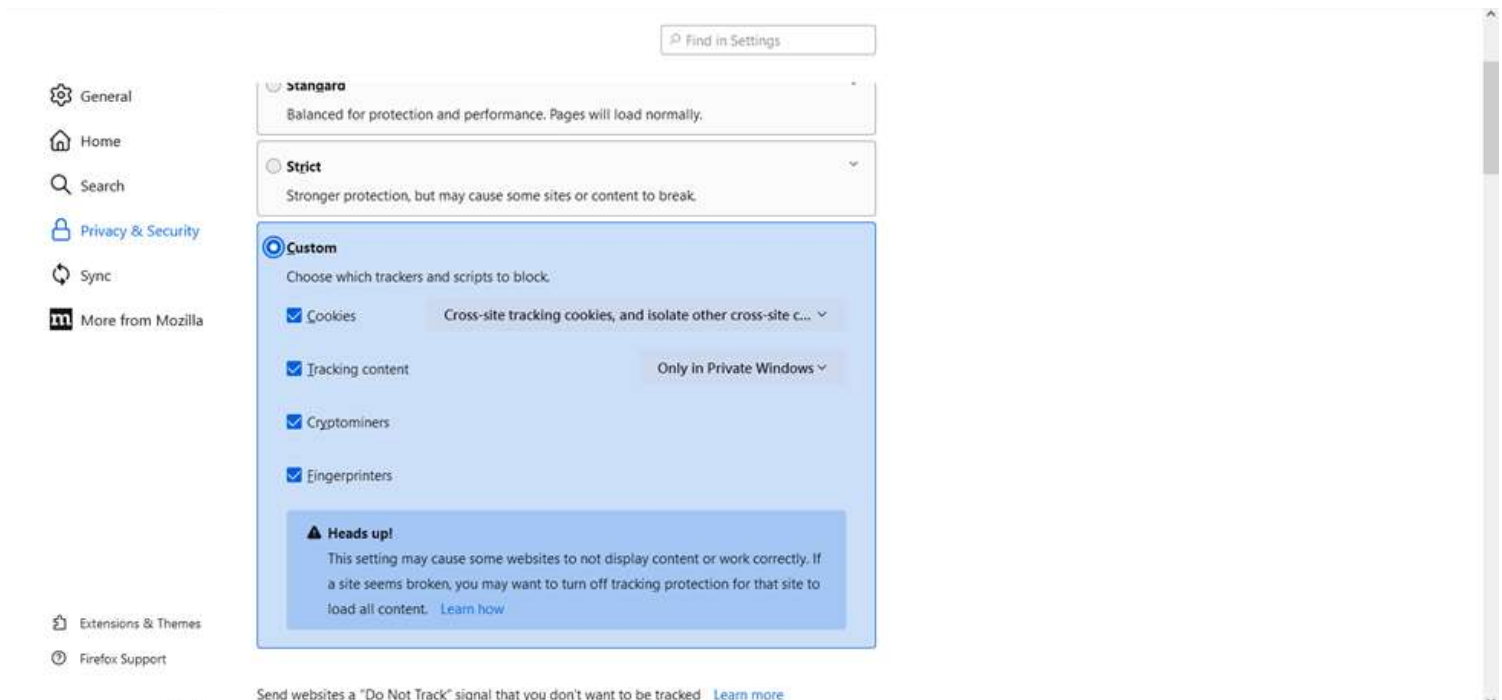 Find in Settings
General
Home
Search
Privacy & Security
Sync
m More from Mozilla
Extensions & Themes
Firefox Support
Standard
Balanced for protection and performance. Pages will load normally.
Strict
Stronger protection, but may cause some sites or content to break.
Custom
Choose which trackers and scripts to block.
Cookies Cross-site tracking cookies, and isolate other cross-site c...
Tracking content Only in Private Windows
Cryptominers
Fingerprinters
Heads up!
This setting may cause some websites to not display content or work correctly. If
a site seems broken, you may want to turn off tracking protection for that site to
load all content. Learn how
Send websites a "Do Not Track" signal that you don't want to be tracked Learn more